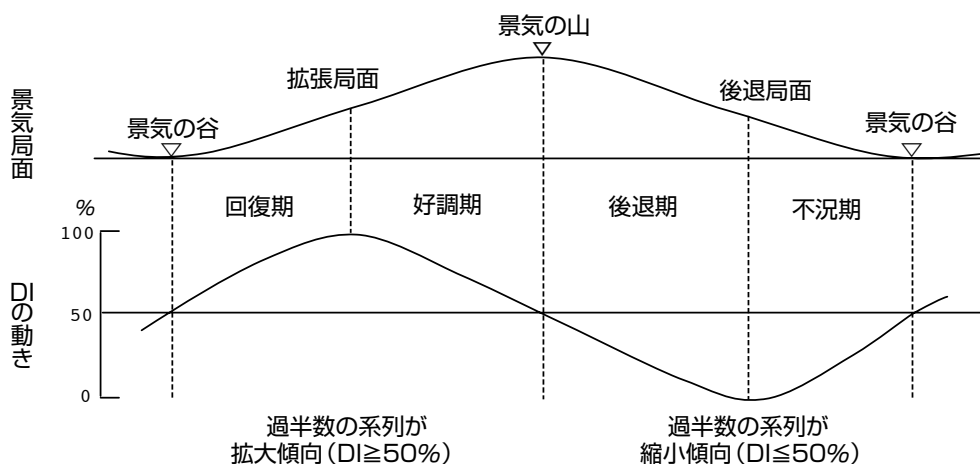 景気の山
拡張局面
後退局面
景気の谷
景気の谷
景気局面
回復期
好調期
後退期
不況期
%
100
50
0
DIの動き
過半数の系列が
拡大傾向(DI≧50%)
過半数の系列が
縮小傾向(DI≦50%)